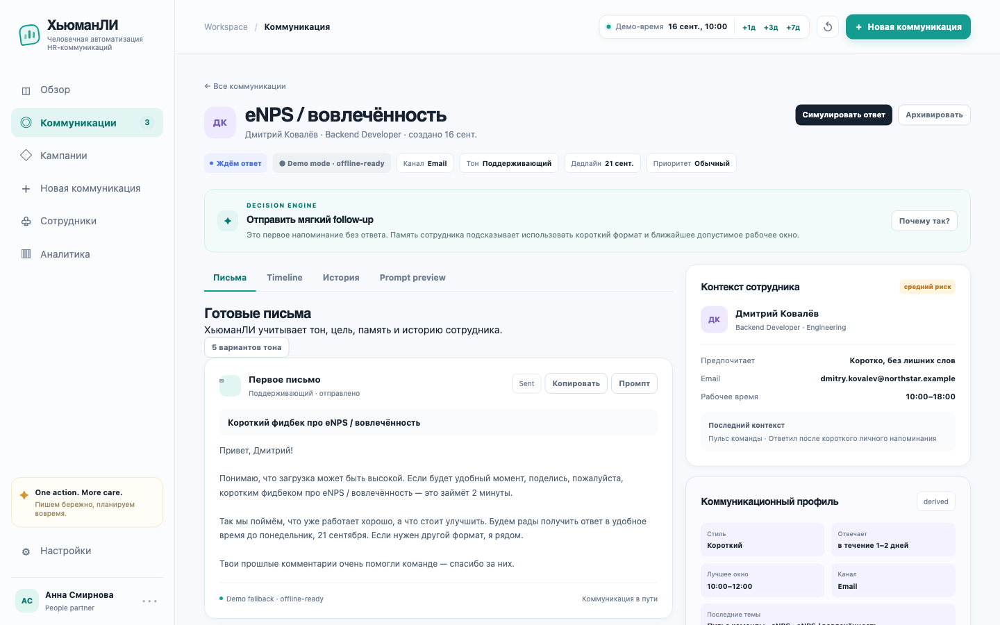 ХьюманЛИ
Человечная автоматизация
HR-коммуникаций
Обзор
Коммуникации 3
Кампании
Новая коммуникация
Сотрудники
Аналитика
One action. More care.
Пишем бережно, планируем
вовремя.
Настройки
АС
Анна Смирнова
People partner
Workspace / Коммуникация
Демо-время 16 сент., 10:00 +1д +3д +7д
+ Новая коммуникация
← Все коммуникации
ДК
eNPS / вовлечённость
Дмитрий Ковалёв · Backend Developer · создано 16 сент.
Симулировать ответ
Архивировать
Ждём ответ
Demo mode · offline-ready
Канал Email
Тон Поддерживающий
Дедлайн 21 сент.
Приоритет Обычный
DECISION ENGINE
Отправить мягкий follow-up
Это первое напоминание без ответа. Память сотрудника подсказывает использовать короткий формат и ближайшее допустимое рабочее окно.
Почему так?
Письма Timeline История Prompt preview
Готовые письма
ХьюманЛИ учитывает тон, цель, память и историю сотрудника.
5 вариантов тона
Первое письмо
Поддерживающий · отправлено
Sent Копировать Промпт
Короткий фидбек про eNPS / вовлечённость
Привет, Дмитрий!
Понимаю, что загрузка может быть высокой. Если будет удобный момент, поделись, пожалуйста,
коротким фидбеком про eNPS / вовлечённость — это займёт 2 минуты.
Так мы поймём, что уже работает хорошо, а что стоит улучшить. Будем рады получить ответ в удобное
время до понедельник, 21 сентября. Если нужен другой формат, я рядом.
Твои прошлые комментарии очень помогли команде — спасибо за них.
Demo fallback · offline-ready
Коммуникация в пути
Контекст сотрудника
средний риск
ДК
Дмитрий Ковалёв
Backend Developer · Engineering
Предпочитает Коротко, без лишних слов
Email dmitry.kovalev@northstar.example
Рабочее время 10:00–18:00
Последний контекст
Пульс команды · Ответил после короткого личного напоминания
Коммуникационный профиль
derived
Стиль
Короткий
Отвечает
в течение 1–2 дней
Лучшее окно
10:00–12:00
Канал
Email
Последние темы